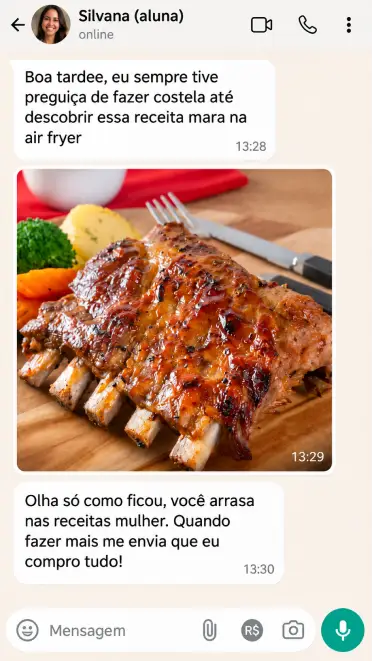 Silvana (aluna)
online
Boa tardee, eu sempre tive
preguiça de fazer costela até
descobrir essa receita mara na
air fryer
13:28
13:29
Olha só como ficou, você arrasa
nas receitas mulher. Quando
fazer mais me envia que eu
compro tudo!
13:30
Mensagem
R$